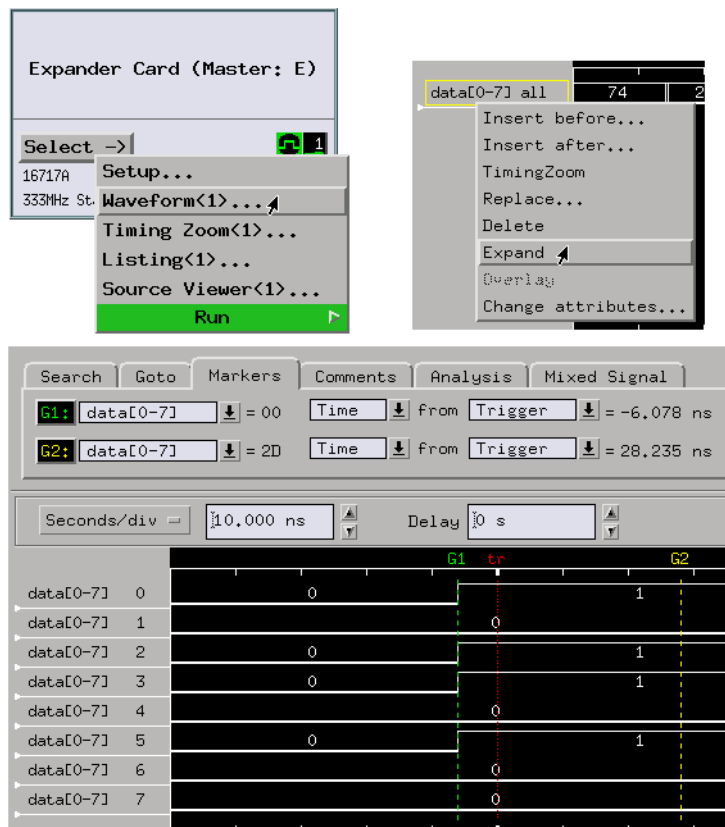 Expander Card (Master: E)
Select ->
1
16717A
333MHz St
Setup...
Waveform<1>...
Timing Zoom<1>...
Listing<1>...
Source Viewer<1>...
Run
data[0-7] all
74
2
Insert before...
Insert after...
TimingZoom
Replace...
Delete
Expand
Overlay
Change attributes...
Search Goto Markers Comments Analysis Mixed Signal
G1: data[0-7] = 00 Time from Trigger = -6.078 ns
G2: data[0-7] = 2D Time from Trigger = 28.235 ns
Seconds/div 10.000 ns Delay 0 s
G1 tr G2
data[0-7] 0 0 1
data[0-7] 1 0
data[0-7] 2 0 1
data[0-7] 3 0 1
data[0-7] 4 0
data[0-7] 5 0 1
data[0-7] 6 0
data[0-7] 7 0